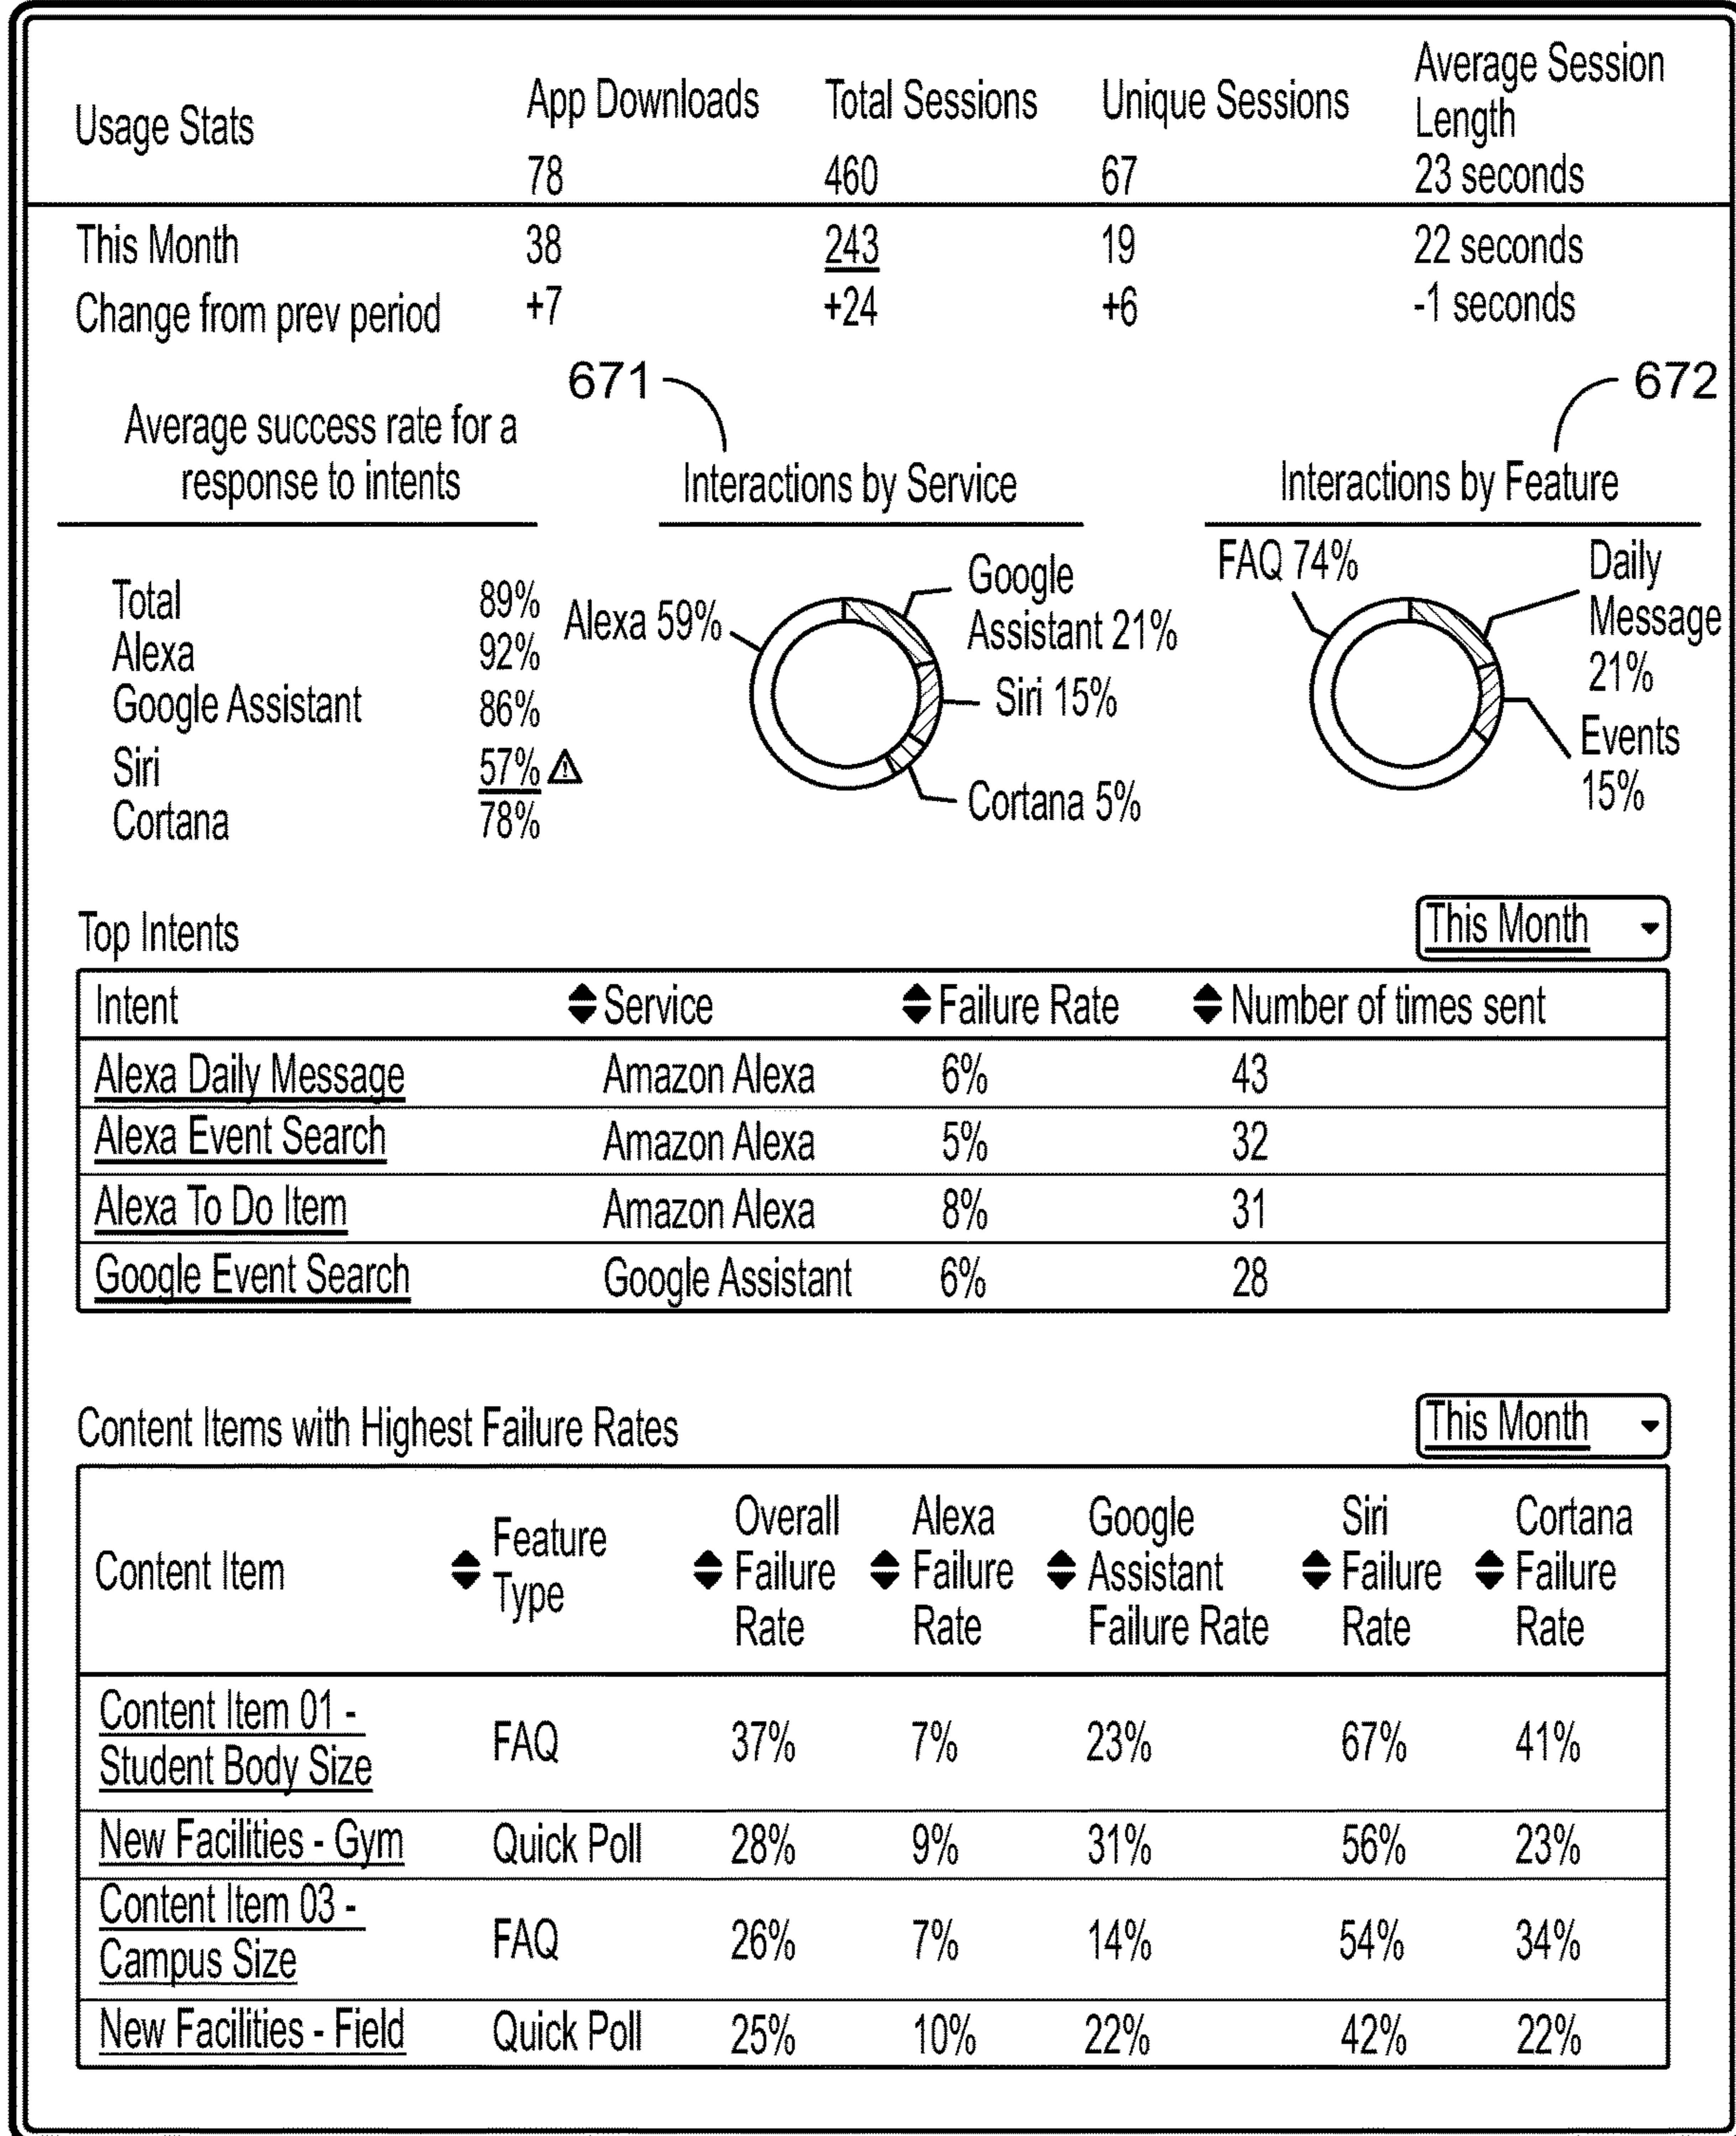 Usage Stats
App Downloads
Total Sessions
Unique Sessions
Average Session
Length
78
460
67
23 seconds
This Month
38
243
19
22 seconds
Change from prev period
+7
+24
+6
-1 seconds
671
672
Average success rate for a
response to intents
Total 89%
Alexa 92%
Google Assistant 86%
Siri 57%
Cortana 78%
Interactions by Service
Alexa 59%
Google
Assistant 21%
Siri 15%
Cortana 5%
Interactions by Feature
FAQ 74%
Daily
Message
21%
Events
15%
Top Intents
This Month
Intent Service Failure Rate Number of times sent
Alexa Daily Message Amazon Alexa 6% 43
Alexa Event Search Amazon Alexa 5% 32
Alexa To Do Item Amazon Alexa 8% 31
Google Event Search Google Assistant 6% 28
Content Items with Highest Failure Rates
This Month
Content Item
Feature
Type
Overall
Failure
Rate
Alexa
Failure
Rate
Google
Assistant
Failure Rate
Siri
Failure
Rate
Cortana
Failure
Rate
Content Item 01 -
Student Body Size
FAQ 37% 7% 23% 67% 41%
New Facilities - Gym Quick Poll 28% 9% 31% 56% 23%
Content Item 03 -
Campus Size
FAQ 26% 7% 14% 54% 34%
New Facilities - Field Quick Poll 25% 10% 22% 42% 22%